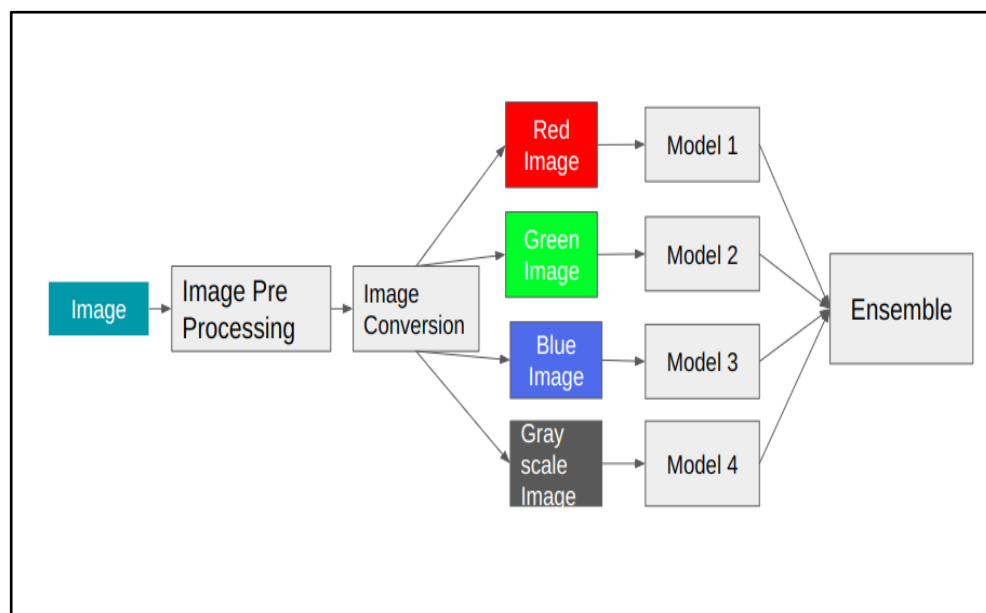 Image
Image Pre
Processing
Image
Conversion
Red
Image
Green
Image
Blue
Image
Gray
scale
Image
Model 1
Model 2
Model 3
Model 4
Ensemble